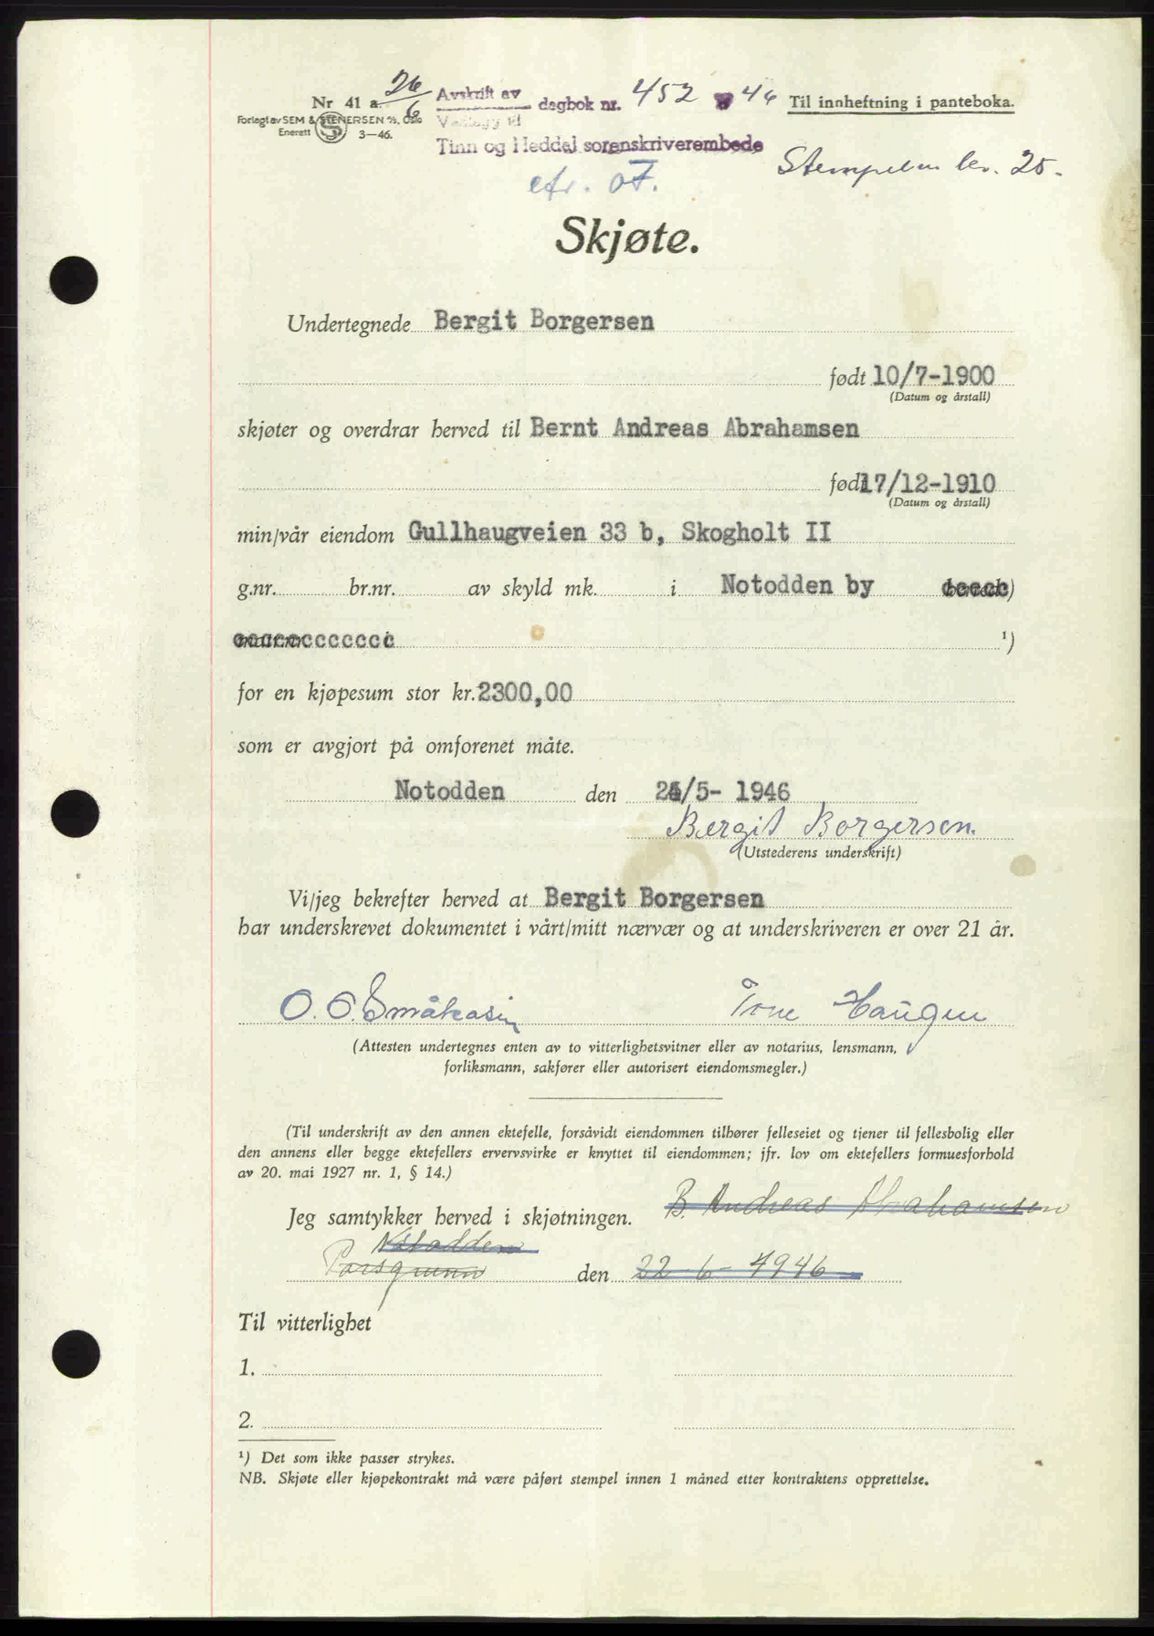 Nr 41 a. 26/6
Avskrift av dagbok nr. 452 46 Til innheftning i panteboka.
Forlagt av SEM & STENERSEN A/S, Oslo
Enerett S 3—46.
Tinn og Heddal sorenskriverembede
Stempelm kr. 25.
Skjøte.
Undertegnede Bergit Borgersen
født 10/7-1900
(Datum og årstall)
skjøter og overdrar herved til Bernt Andreas Abrahamsen
født 17/12-1910
(Datum og årstall)
min/vår eiendom Gullhaugveien 33 b, Skogholt II
g.nr. br.nr. av skyld mk. i Notodden by
¹)
for en kjøpesum stor kr. 2300,00
som er avgjort på omforenet måte.
Notodden den /5- 1946
Bergit Borgersen.
(Utstederens underskrift)
Vi/jeg bekrefter herved at Bergit Borgersen
har underskrevet dokumentet i vårt/mitt nærvær og at underskriveren er over 21 år.
O. O. Haugen
(Attesten undertegnes enten av to vitterlighetsvitner eller av notarius, lensmann,
forliksmann, sakfører eller autorisert eiendomsmegler.)
(Til underskrift av den annen ektefelle, forsåvidt eiendommen tilhører felleseiet og tjener til fellesbolig eller
den annens eller begge ektefellers ervervsvirke er knyttet til eiendommen; jfr. lov om ektefellers formuesforhold
av 20. mai 1927 nr. 1, § 14.)
B. Andreas Abrahamsen
Jeg samtykker herved i skjøtningen.
Notodden
Porsgrunn den 22-6-1946
Til vitterlighet
1.
2.
¹) Det som ikke passer strykes.
NB. Skjøte eller kjøpekontrakt må være påført stempel innen 1 måned etter kontraktens opprettelse.